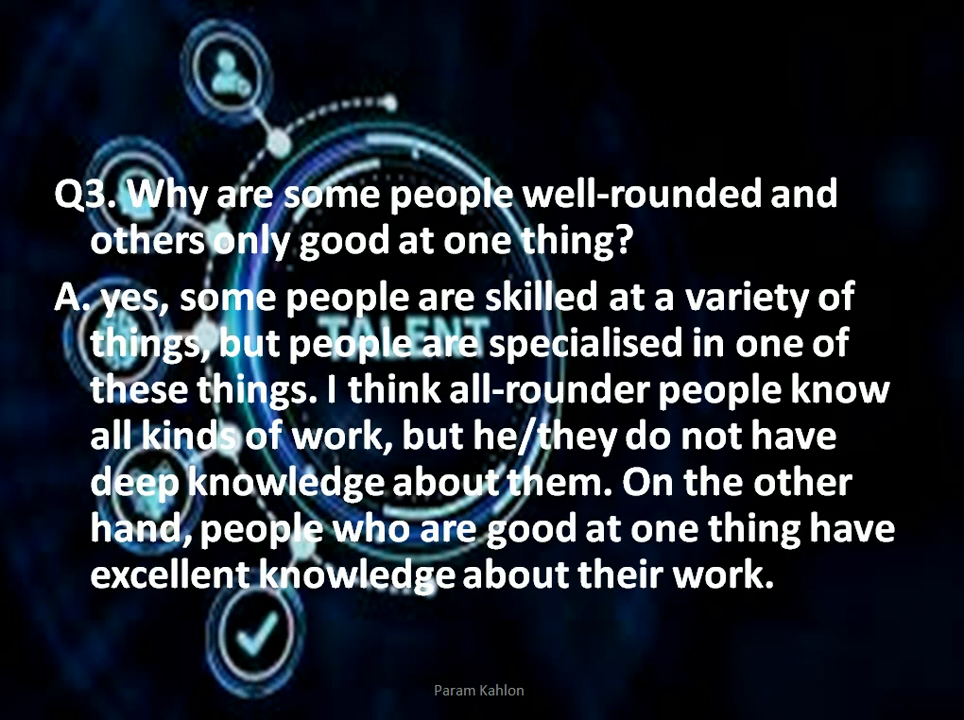 Q3. Why are some people well-rounded and
others only good at one thing?
A. yes, some people are skilled at a variety of
things, but people are specialised in one of
these things. I think all-rounder people know
all kinds of work, but he/they do not have
deep knowledge about them. On the other
hand, people who are good at one thing have
excellent knowledge about their work.
TALENT
Param Kahlon